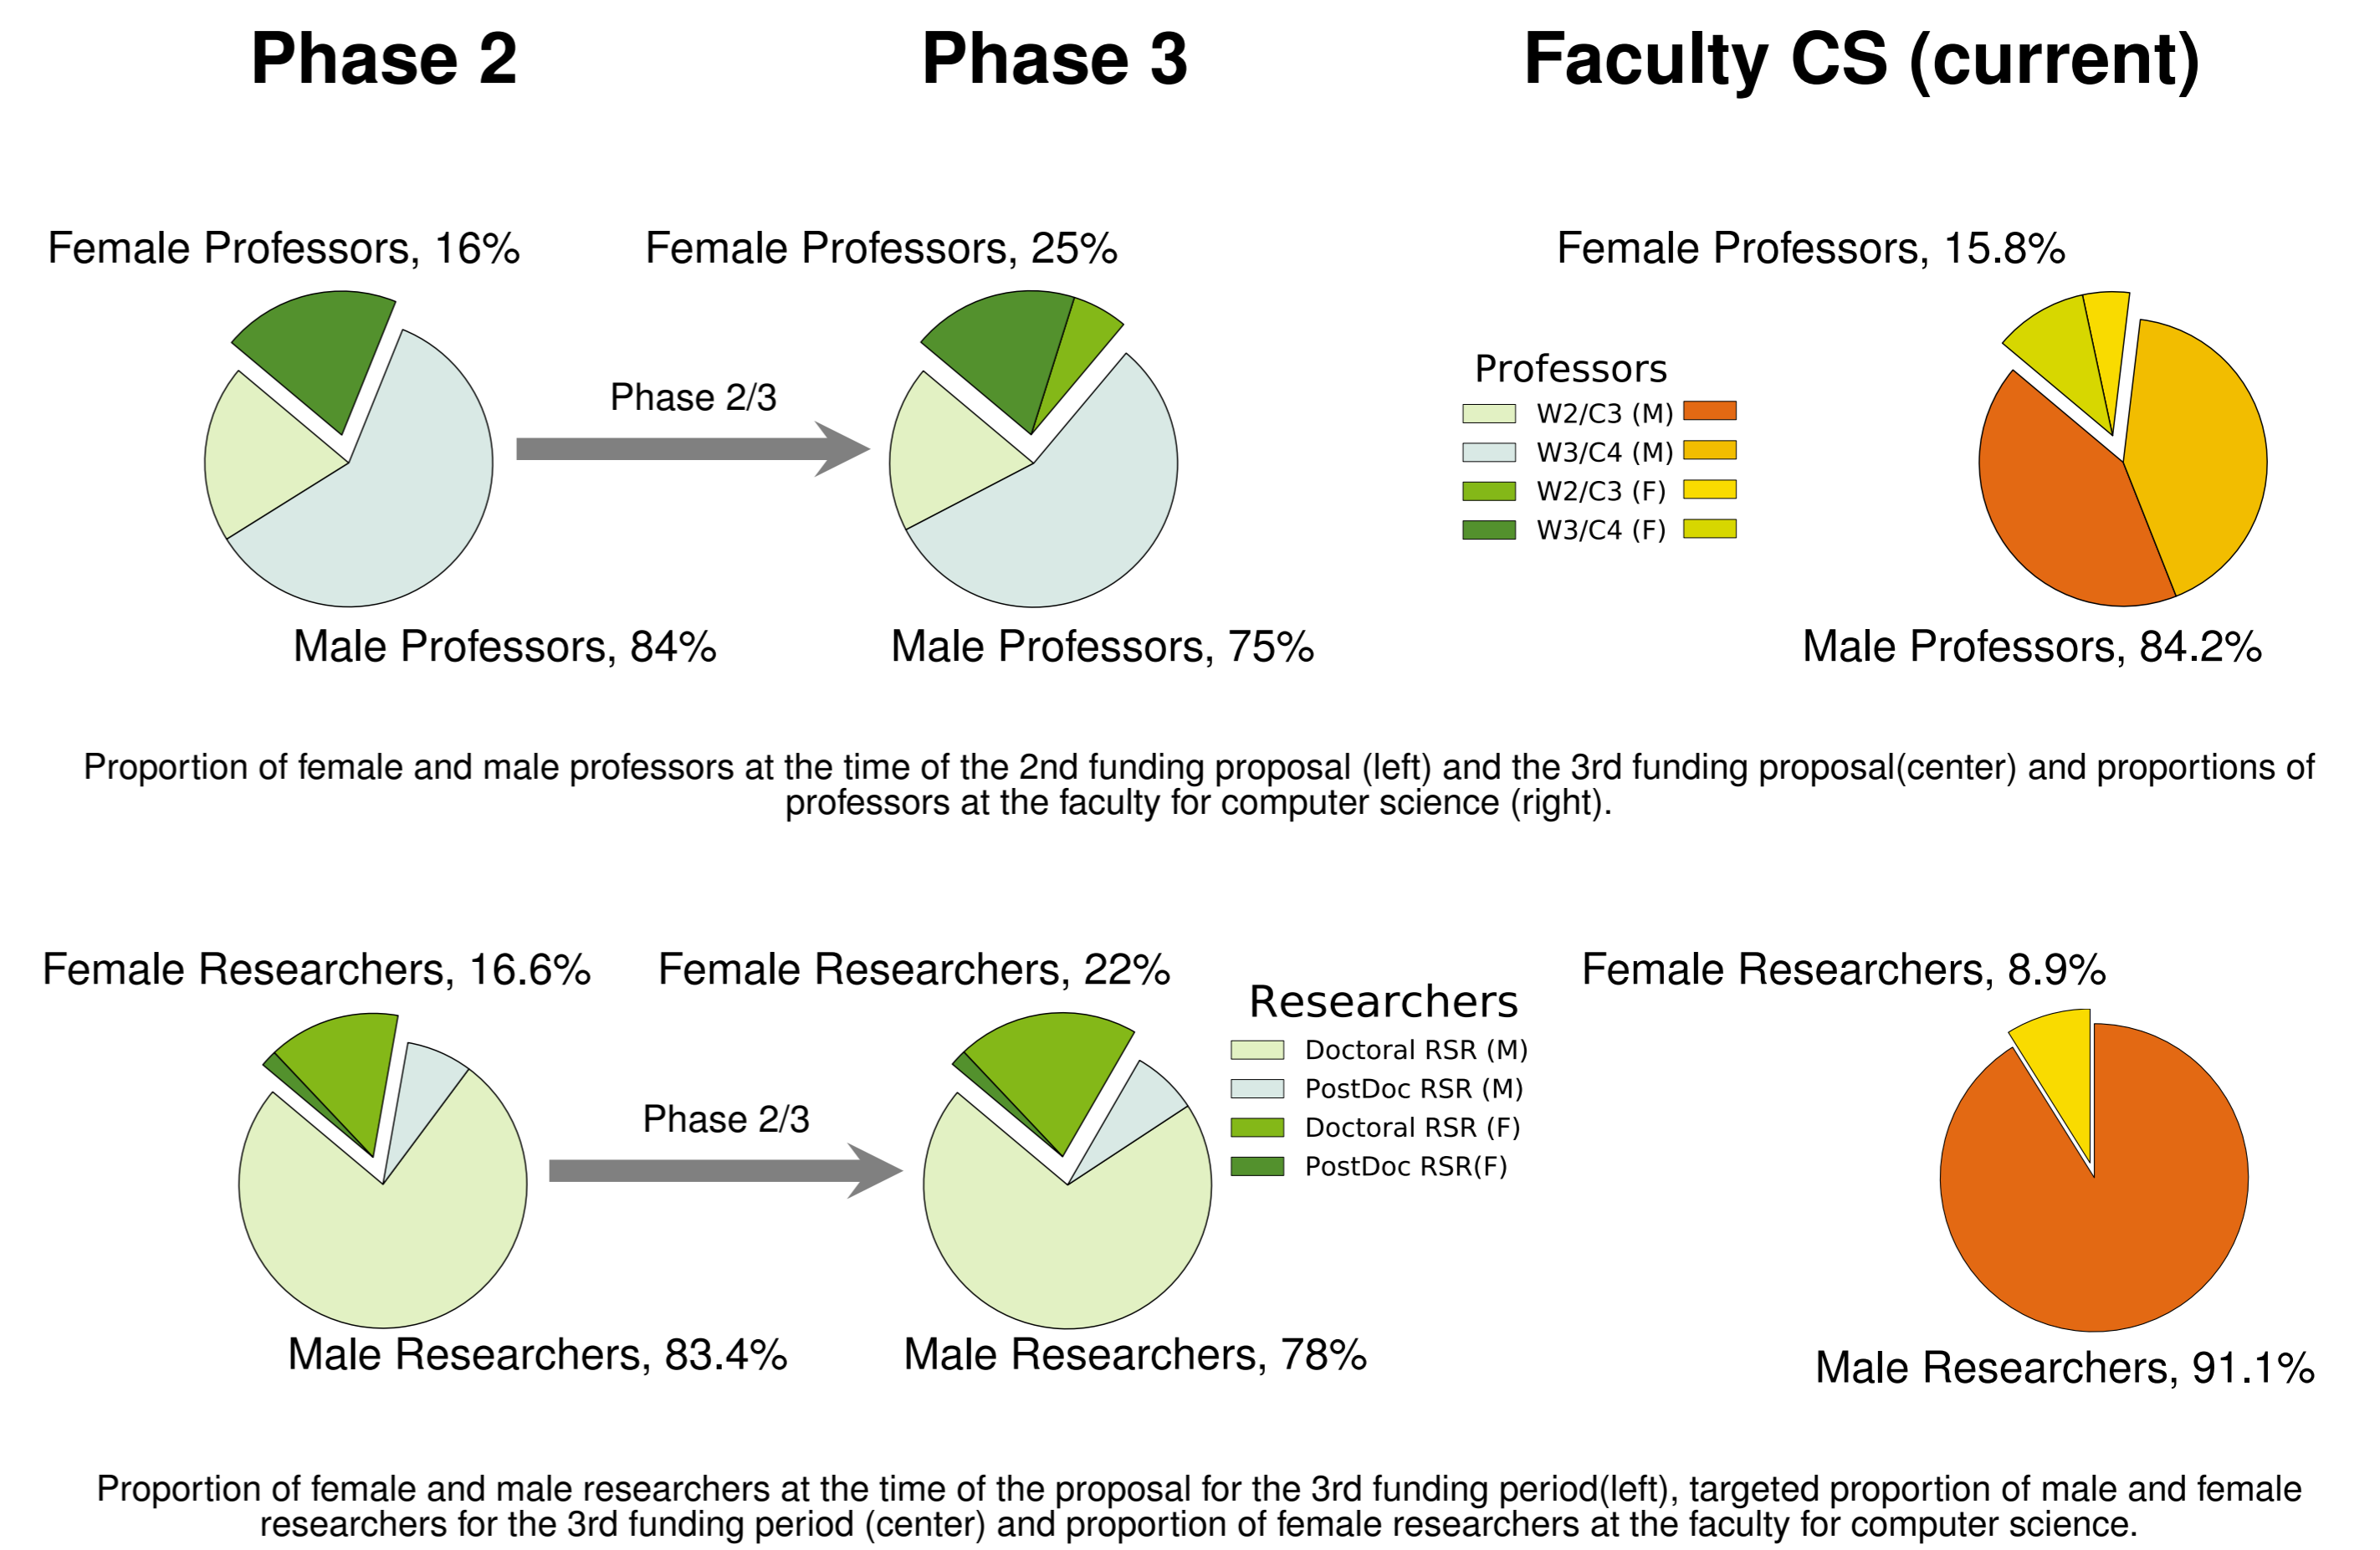 Phase 2
Phase 3
Faculty CS (current)
Female Professors, 16%
Female Professors, 25%
Female Professors, 15.8%
Phase 2/3
Professors
W2/C3 (M)
W3/C4 (M)
W2/C3 (F)
W3/C4 (F)
Male Professors, 84%
Male Professors, 75%
Male Professors, 84.2%
Proportion of female and male professors at the time of the 2nd funding proposal (left) and the 3rd funding proposal(center) and proportions of
professors at the faculty for computer science (right).
Female Researchers, 16.6%
Female Researchers, 22%
Female Researchers, 8.9%
Researchers
Doctoral RSR (M)
PostDoc RSR (M)
Doctoral RSR (F)
PostDoc RSR(F)
Phase 2/3
Male Researchers, 83.4%
Male Researchers, 78%
Male Researchers, 91.1%
Proportion of female and male researchers at the time of the proposal for the 3rd funding period(left), targeted proportion of male and female
researchers for the 3rd funding period (center) and proportion of female researchers at the faculty for computer science.